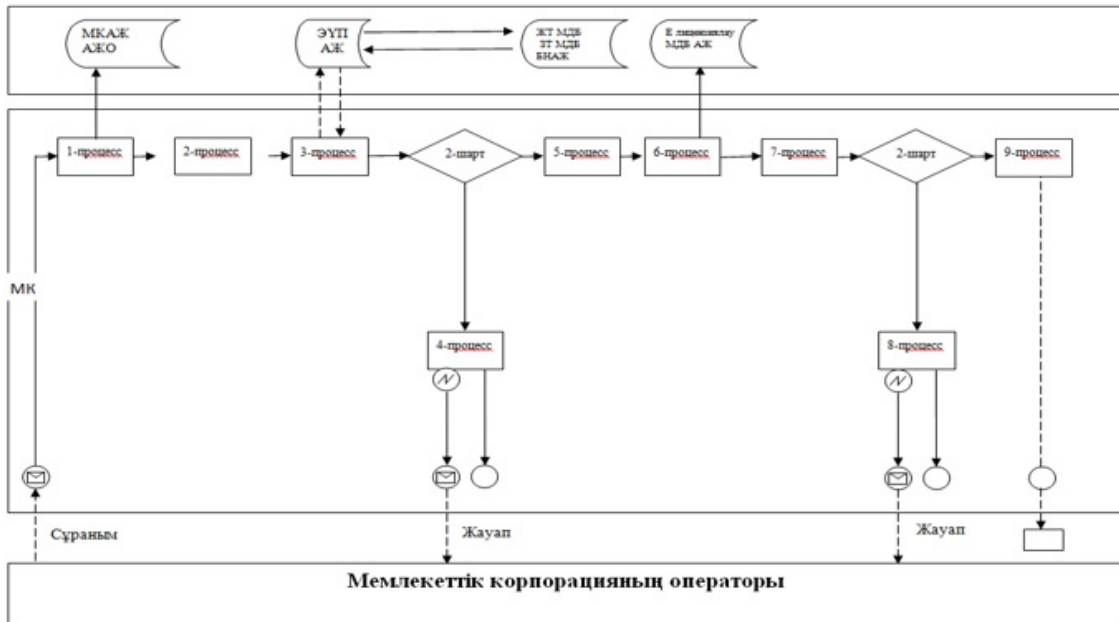 МКАЖ
АЖО
ЭҮП
АЖ
ЖТ МДБ
ЗТ МДБ
БНАЖ
Е лицензиялау
МДБ АЖ
1-процесс
2-процесс
3-процесс
2-шарт
5-процесс
6-процесс
7-процесс
2-шарт
9-процесс
МК
4-процесс
8-процесс
Сұраным
Жауап
Жауап
Мемлекеттік корпорацияның операторы